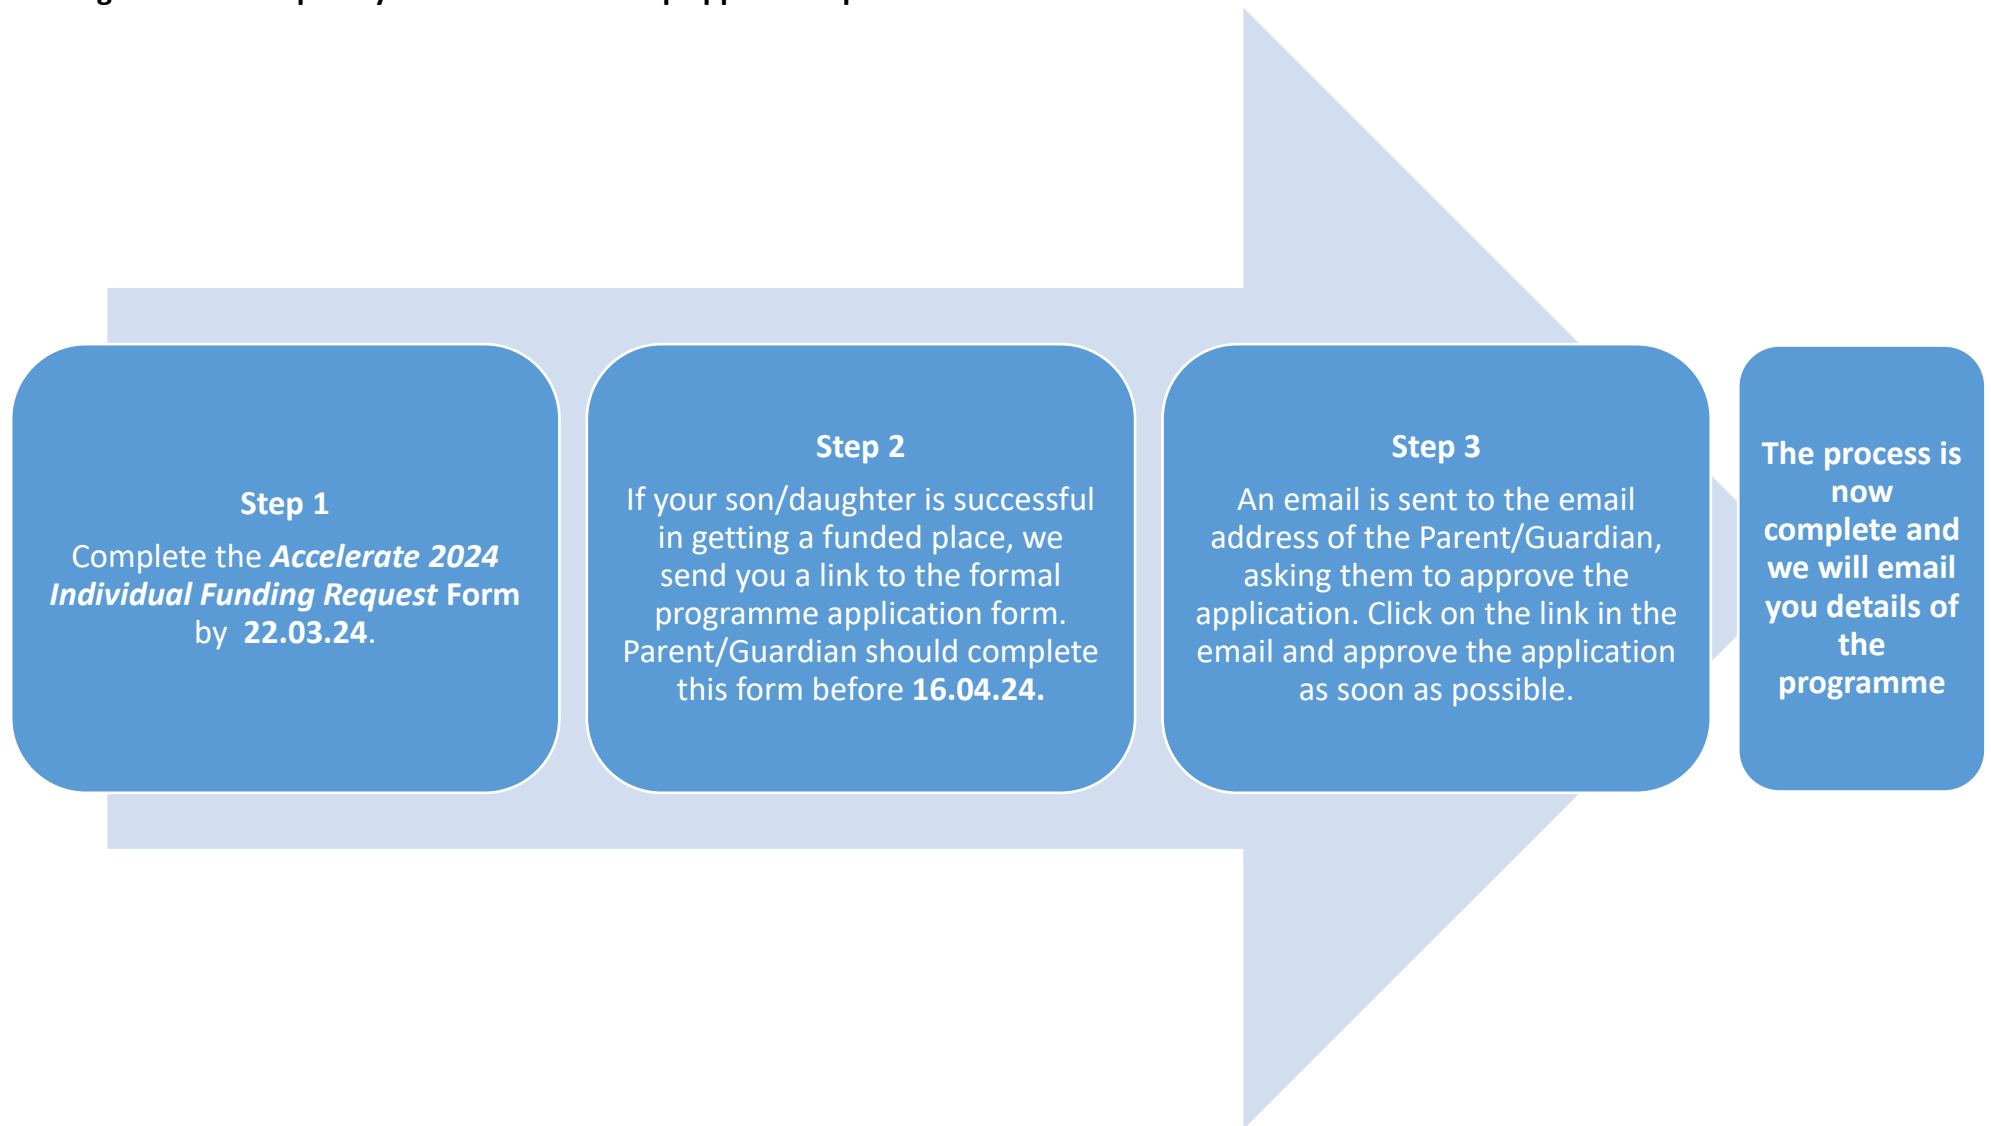 Step 1
Complete the Accelerate 2024
Individual Funding Request Form
by 22.03.24.
Step 2
If your son/daughter is successful
in getting a funded place, we
send you a link to the formal
programme application form.
Parent/Guardian should complete
this form before 16.04.24.
Step 3
An email is sent to the email
address of the Parent/Guardian,
asking them to approve the
application. Click on the link in the
email and approve the application
as soon as possible.
The process is
now
complete and
we will email
you details of
the
programme